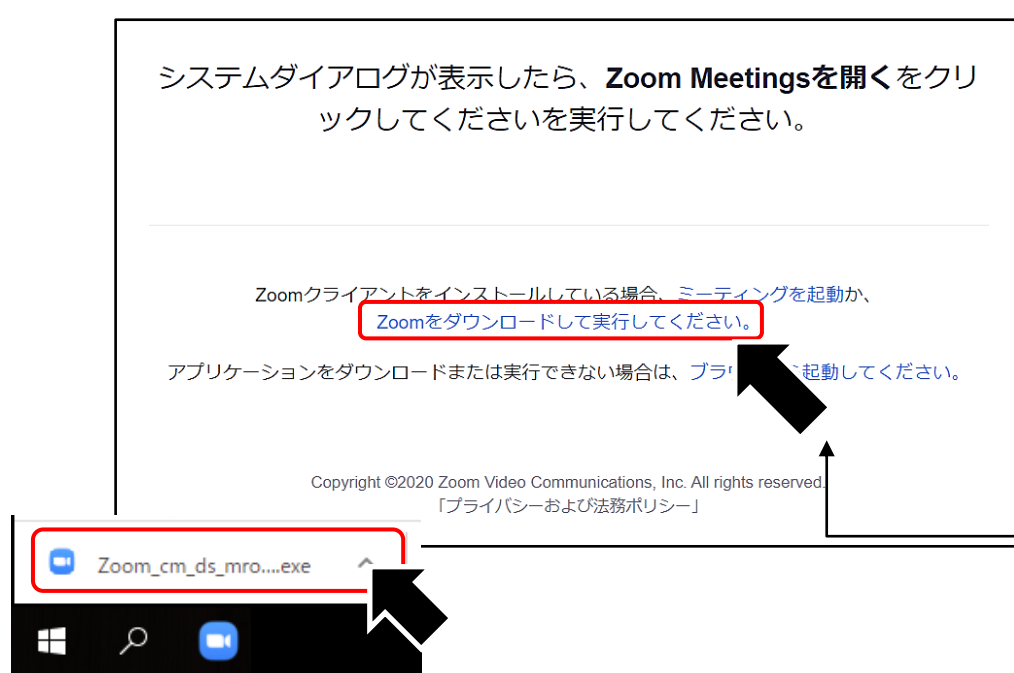 システムダイアログが表示したら、Zoom Meetingsを開くをクリ
ックしてくださいを実行してください。
Zoomクライアントをインストールしている場合、ミーティングを起動か、
Zoomをダウンロードして実行してください。
アプリケーションをダウンロードまたは実行できない場合は、ブラ 起動してください。
Copyright ©2020 Zoom Video Communications, Inc. All rights reserved.
「プライバシーおよび法務ポリシー」
Zoom_cm_ds_mro....exe